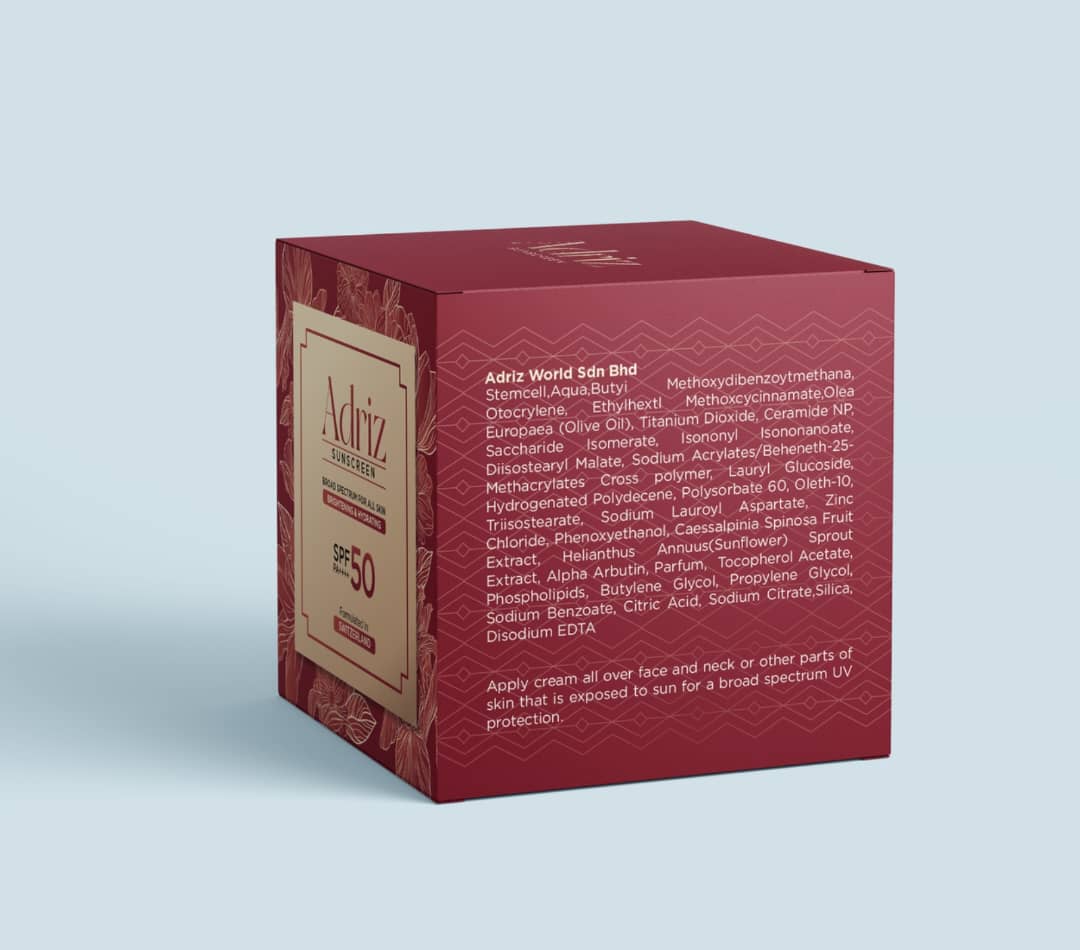 Adriz
SUNSCREEN
Adriz
SUNSCREEN
BROAD SPECTRUM FOR ALL SKIN
BRIGHTENING & HYDRATING
SPF 50
PA++++
Formulated in
SWITZERLAND
Adriz World Sdn Bhd
Stemcell,Aqua,Butyi Methoxydibenzoytmethana,
Otocrylene, Ethylhextl Methoxcycinnamate,Olea
Europaea (Olive Oil), Titanium Dioxide, Ceramide NP,
Saccharide Isomerate, Isononyl Isononanoate,
Diisostearyl Malate, Sodium Acrylates/Beheneth-25-
Methacrylates Cross polymer, Lauryl Glucoside,
Hydrogenated Polydecene, Polysorbate 60, Oleth-10,
Triisostearate, Sodium Lauroyl Aspartate, Zinc
Chloride, Phenoxyethanol, Caessalpinia Spinosa Fruit
Extract, Helianthus Annuus(Sunflower) Sprout
Extract, Alpha Arbutin, Parfum, Tocopherol Acetate,
Phospholipids, Butylene Glycol, Propylene Glycol,
Sodium Benzoate, Citric Acid, Sodium Citrate,Silica,
Disodium EDTA
Apply cream all over face and neck or other parts of
skin that is exposed to sun for a broad spectrum UV
protection.